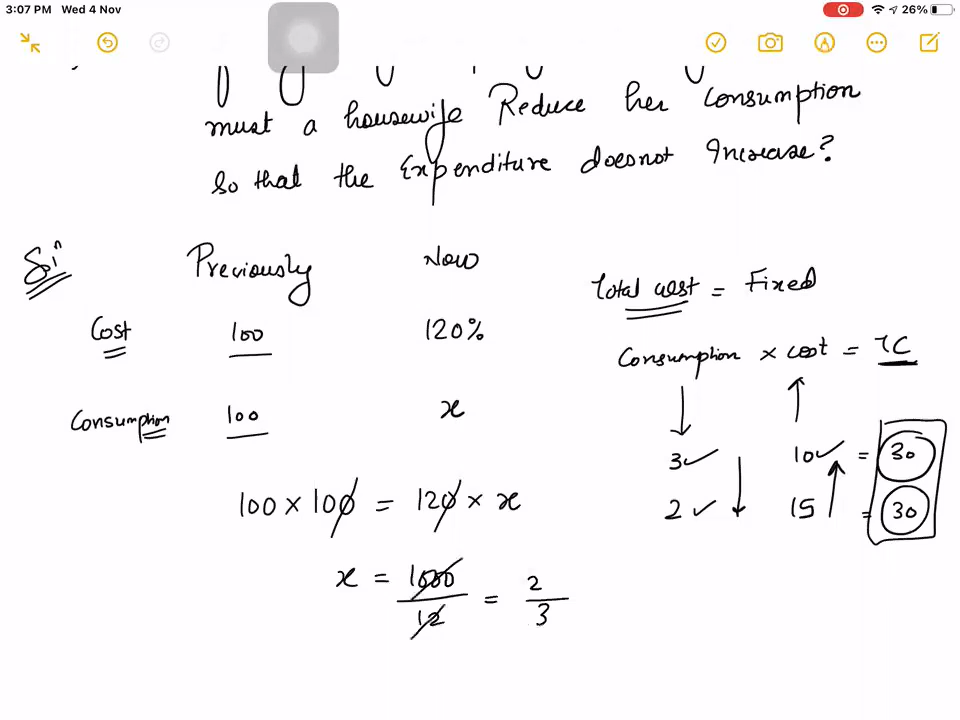 3:07 PM Wed 4 Nov 26%
must a housewife Reduce her Consumption
So that the Expenditure doesnot Increase?
Sol^n Previously Now
Cost 100 120%
Consumption 100 x
100 × 100 = 120 × x
x = 1000/12 = 2/3
Total cost = Fixed
Consumption × cost = TC
3 10 = 30
2 15 = 30